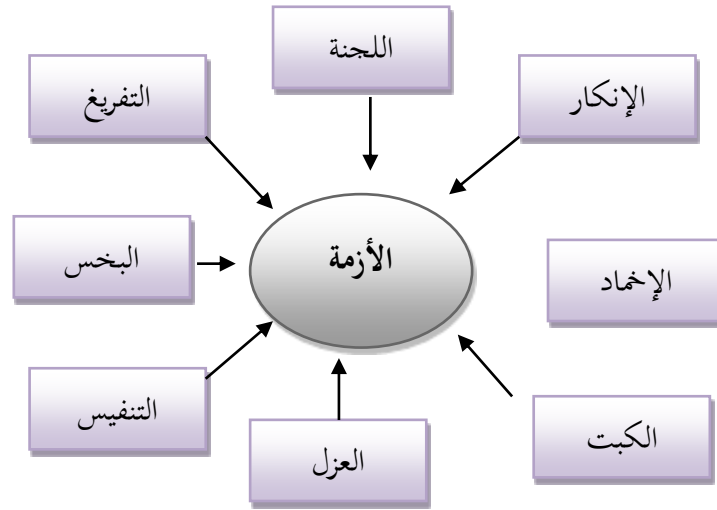 اللجنة
الإنكار
التفريغ
الأزمة
البخس
الإخماد
التنفيس
الكبت
العزل